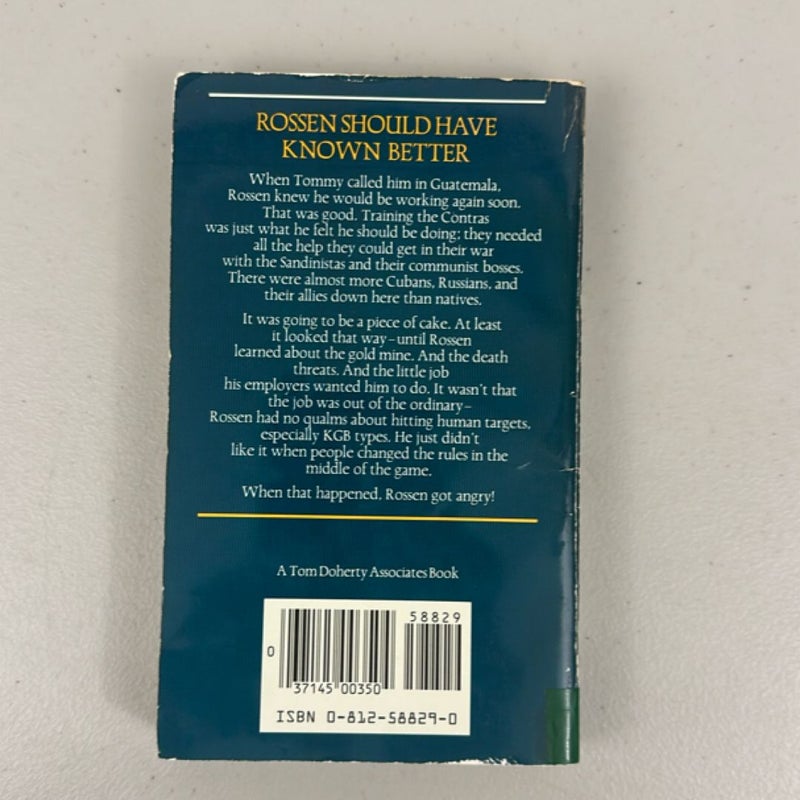 ROSSEN SHOULD HAVE
KNOWN BETTER
When Tommy called him in Guatemala,
Rossen knew he would be working again soon.
That was good. Training the Contras
was just what he felt he should be doing; they needed
all the help they could get in their war
with the Sandinistas and their communist bosses.
There were almost more Cubans, Russians, and
their allies down here than natives.
It was going to be a piece of cake. At least
it looked that way–until Rossen
learned about the gold mine. And the death
threats. And the little job
his employers wanted him to do. It wasn't that
the job was out of the ordinary–
Rossen had no qualms about hitting human targets,
especially KGB types. He just didn't
like it when people changed the rules in the
middle of the game.
When that happened, Rossen got angry!
A Tom Doherty Associates Book
58829
0
37145 00350
ISBN 0-812-58829-0